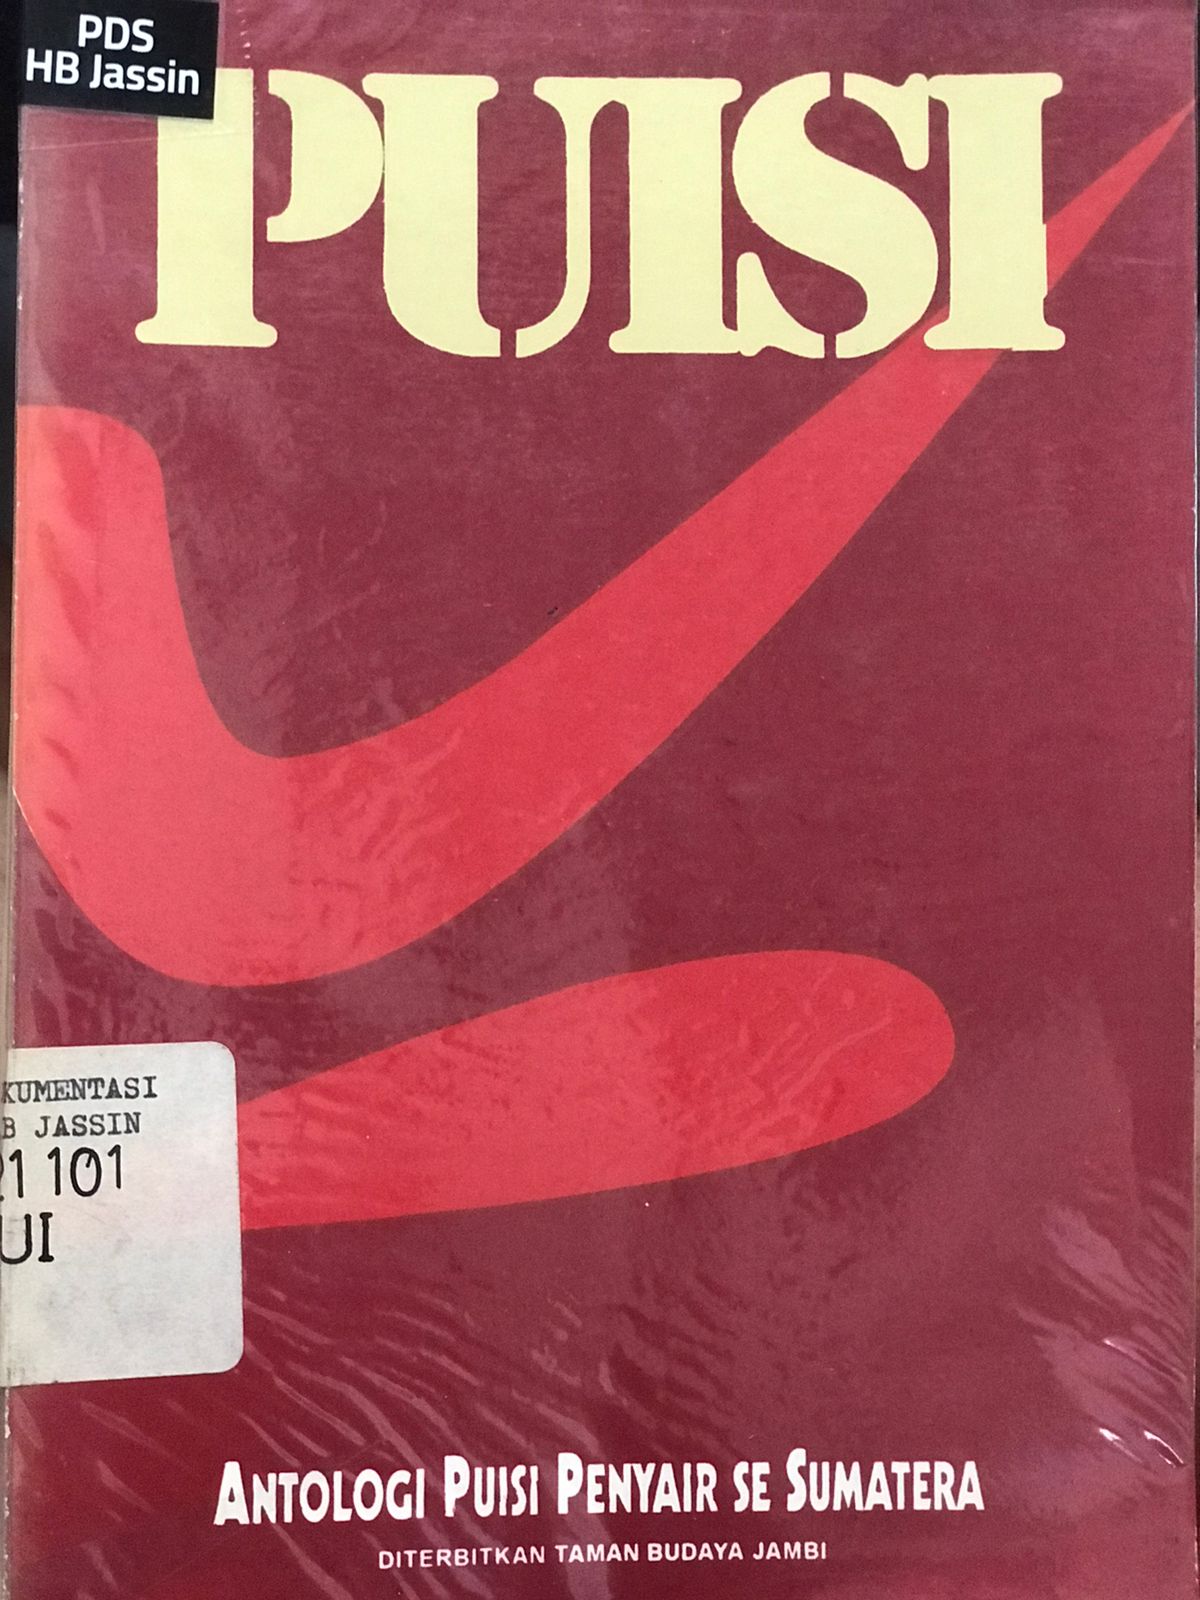 PDS
HB Jassin
PUISI
KUMENTASI
B JASSIN
21 101
UI
ANTOLOGI PUISI PENYAIR SE SUMATERA
DITERBITKAN TAMAN BUDAYA JAMBI